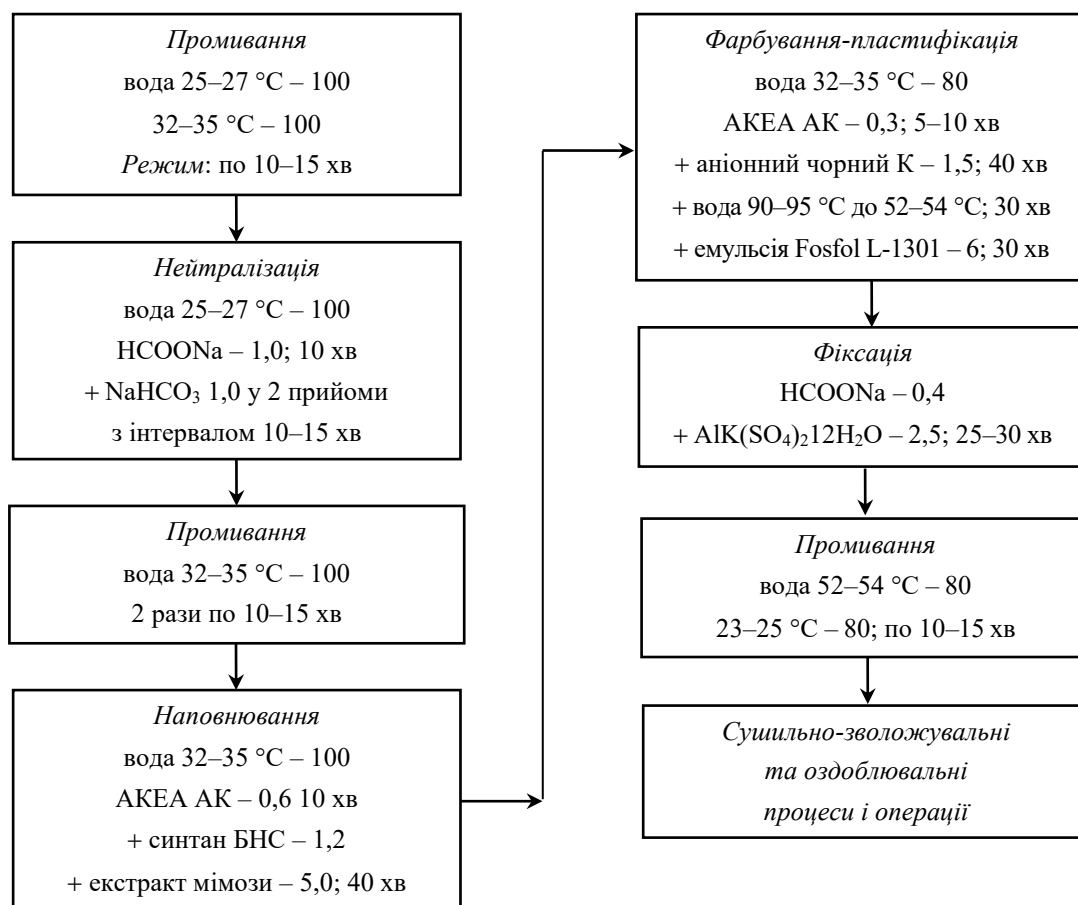 Промивання
вода 25–27 °С – 100
32–35 °С – 100
Режим: по 10–15 хв
Нейтралізація
вода 25–27 °С – 100
HCOONa – 1,0; 10 хв
+ NaHCO₃ 1,0 у 2 прийоми
з інтервалом 10–15 хв
Промивання
вода 32–35 °С – 100
2 рази по 10–15 хв
Наповнювання
вода 32–35 °С – 100
АКЕА АК – 0,6 10 хв
+ синтан БНС – 1,2
+ екстракт мімози – 5,0; 40 хв
Фарбування-пластифікація
вода 32–35 °С – 80
АКЕА АК – 0,3; 5–10 хв
+ аніонний чорний К – 1,5; 40 хв
+ вода 90–95 °С до 52–54 °С; 30 хв
+ емульсія Fosfol L-1301 – 6; 30 хв
Фіксація
HCOONa – 0,4
+ AlK(SO₄)₂12H₂O – 2,5; 25–30 хв
Промивання
вода 52–54 °С – 80
23–25 °С – 80; по 10–15 хв
Сушильно-зволожувальні
та оздоблювальні
процеси і операції